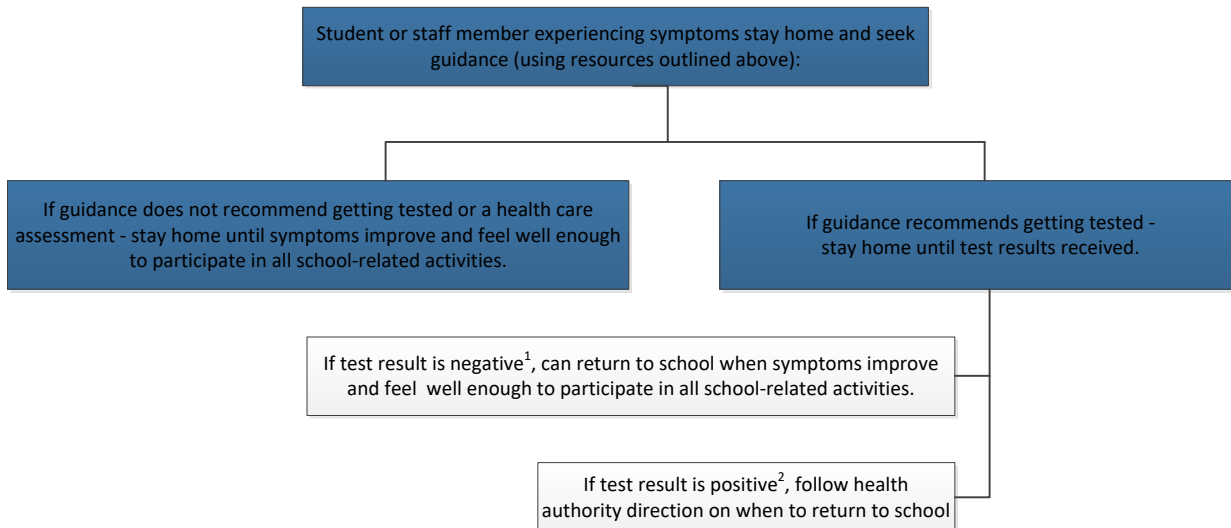 Student or staff member experiencing symptoms stay home and seek
guidance (using resources outlined above):
If guidance does not recommend getting tested or a health care
assessment - stay home until symptoms improve and feel well enough
to participate in all school-related activities.
If guidance recommends getting tested -
stay home until test results received.
If test result is negative¹, can return to school when symptoms improve
and feel  well enough to participate in all school-related activities.
If test result is positive², follow health
authority direction on when to return to school